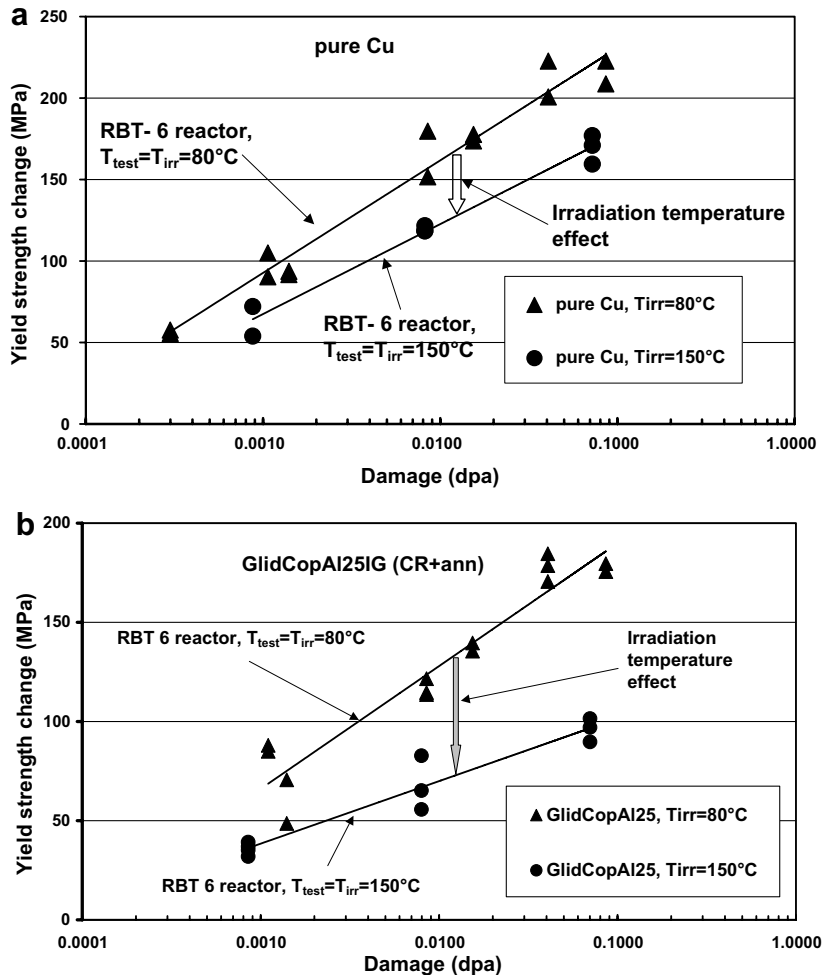 a
pure Cu
250
200
150
100
50
0
Yield strength change (MPa)
RBT- 6 reactor,
Ttest=Tirr=80°C
Irradiation temperature
effect
RBT- 6 reactor,
Ttest=Tirr=150°C
pure Cu, Tirr=80°C
pure Cu, Tirr=150°C
0.0001 0.0010 0.0100 0.1000 1.0000
Damage (dpa)
b
GlidCopAl25IG (CR+ann)
200
150
100
50
0
Yield strength change (MPa)
RBT 6 reactor, Ttest=Tirr=80°C
Irradiation
temperature
effect
GlidCopAl25, Tirr=80°C
GlidCopAl25, Tirr=150°C
RBT 6 reactor, Ttest=Tirr=150°C
0.0001 0.0010 0.0100 0.1000 1.0000
Damage (dpa)